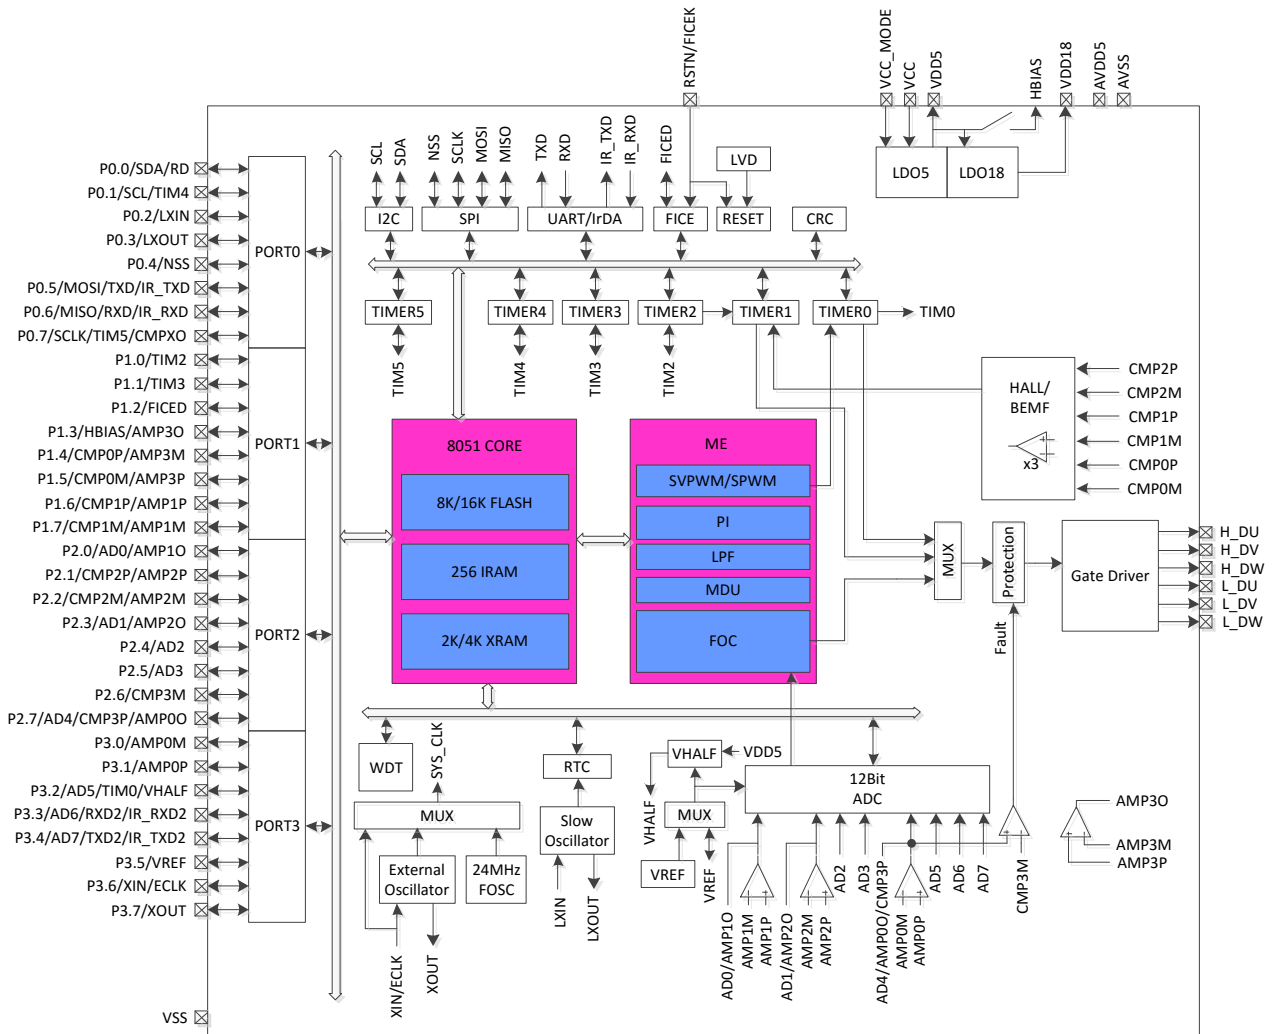 RSTN/FICEK
VCC_MODE
VCC
VDD5
HBIAS
VDD18
AVDD5
AVSS
P0.0/SDA/RD
P0.1/SCL/TIM4
P0.2/LXIN
P0.3/LXOUT
P0.4/NSS
P0.5/MOSI/TXD/IR_TXD
P0.6/MISO/RXD/IR_RXD
P0.7/SCLK/TIM5/CMPXO
P1.0/TIM2
P1.1/TIM3
P1.2/FICED
P1.3/HBIAS/AMP3O
P1.4/CMP0P/AMP3M
P1.5/CMP0M/AMP3P
P1.6/CMP1P/AMP1P
P1.7/CMP1M/AMP1M
P2.0/AD0/AMP1O
P2.1/CMP2P/AMP2P
P2.2/CMP2M/AMP2M
P2.3/AD1/AMP2O
P2.4/AD2
P2.5/AD3
P2.6/CMP3M
P2.7/AD4/CMP3P/AMP0O
P3.0/AMP0M
P3.1/AMP0P
P3.2/AD5/TIM0/VHALF
P3.3/AD6/RXD2/IR_RXD2
P3.4/AD7/TXD2/IR_TXD2
P3.5/VREF
P3.6/XIN/ECLK
P3.7/XOUT
VSS
PORT0
PORT1
PORT2
PORT3
SCL
SDA
NSS
SCLK
MOSI
MISO
TXD
RXD
IR_TXD
IR_RXD
FICED
LVD
I2C
SPI
UART/IrDA
FICE
RESET
CRC
LDO5
LDO18
TIMER5
TIMER4
TIMER3
TIMER2
TIMER1
TIMER0
TIM0
TIM5
TIM4
TIM3
TIM2
HALL/
BEMF
x3
CMP2P
CMP2M
CMP1P
CMP1M
CMP0P
CMP0M
8051 CORE
8K/16K FLASH
256 IRAM
2K/4K XRAM
ME
SVPWM/SPWM
PI
LPF
MDU
FOC
MUX
Protection
Fault
Gate Driver
H_DU
H_DV
H_DW
L_DU
L_DV
L_DW
WDT
SYS_CLK
MUX
External
Oscillator
24MHz
FOSC
XIN/ECLK
XOUT
RTC
Slow
Oscillator
LXIN
LXOUT
VHALF
VDD5
VHALF
MUX
VREF
VREF
12Bit
ADC
AD0/AMP1O
AMP1M
AMP1P
AD1/AMP2O
AMP2M
AMP2P
AD2
AD3
AD4/AMP0O/CMP3P
AMP0M
AMP0P
AD5
AD6
AD7
CMP3M
AMP3O
AMP3M
AMP3P